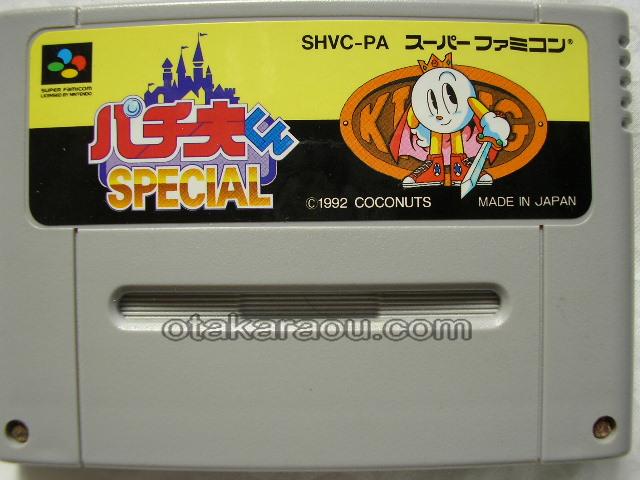 SHVC-PA スーパーファミコン®
SUPER FAMICOM
LICENSED BY NINTENDO
パチ夫くん
SPECIAL
KING
©1992 COCONUTS
MADE IN JAPAN
otakaraou.com